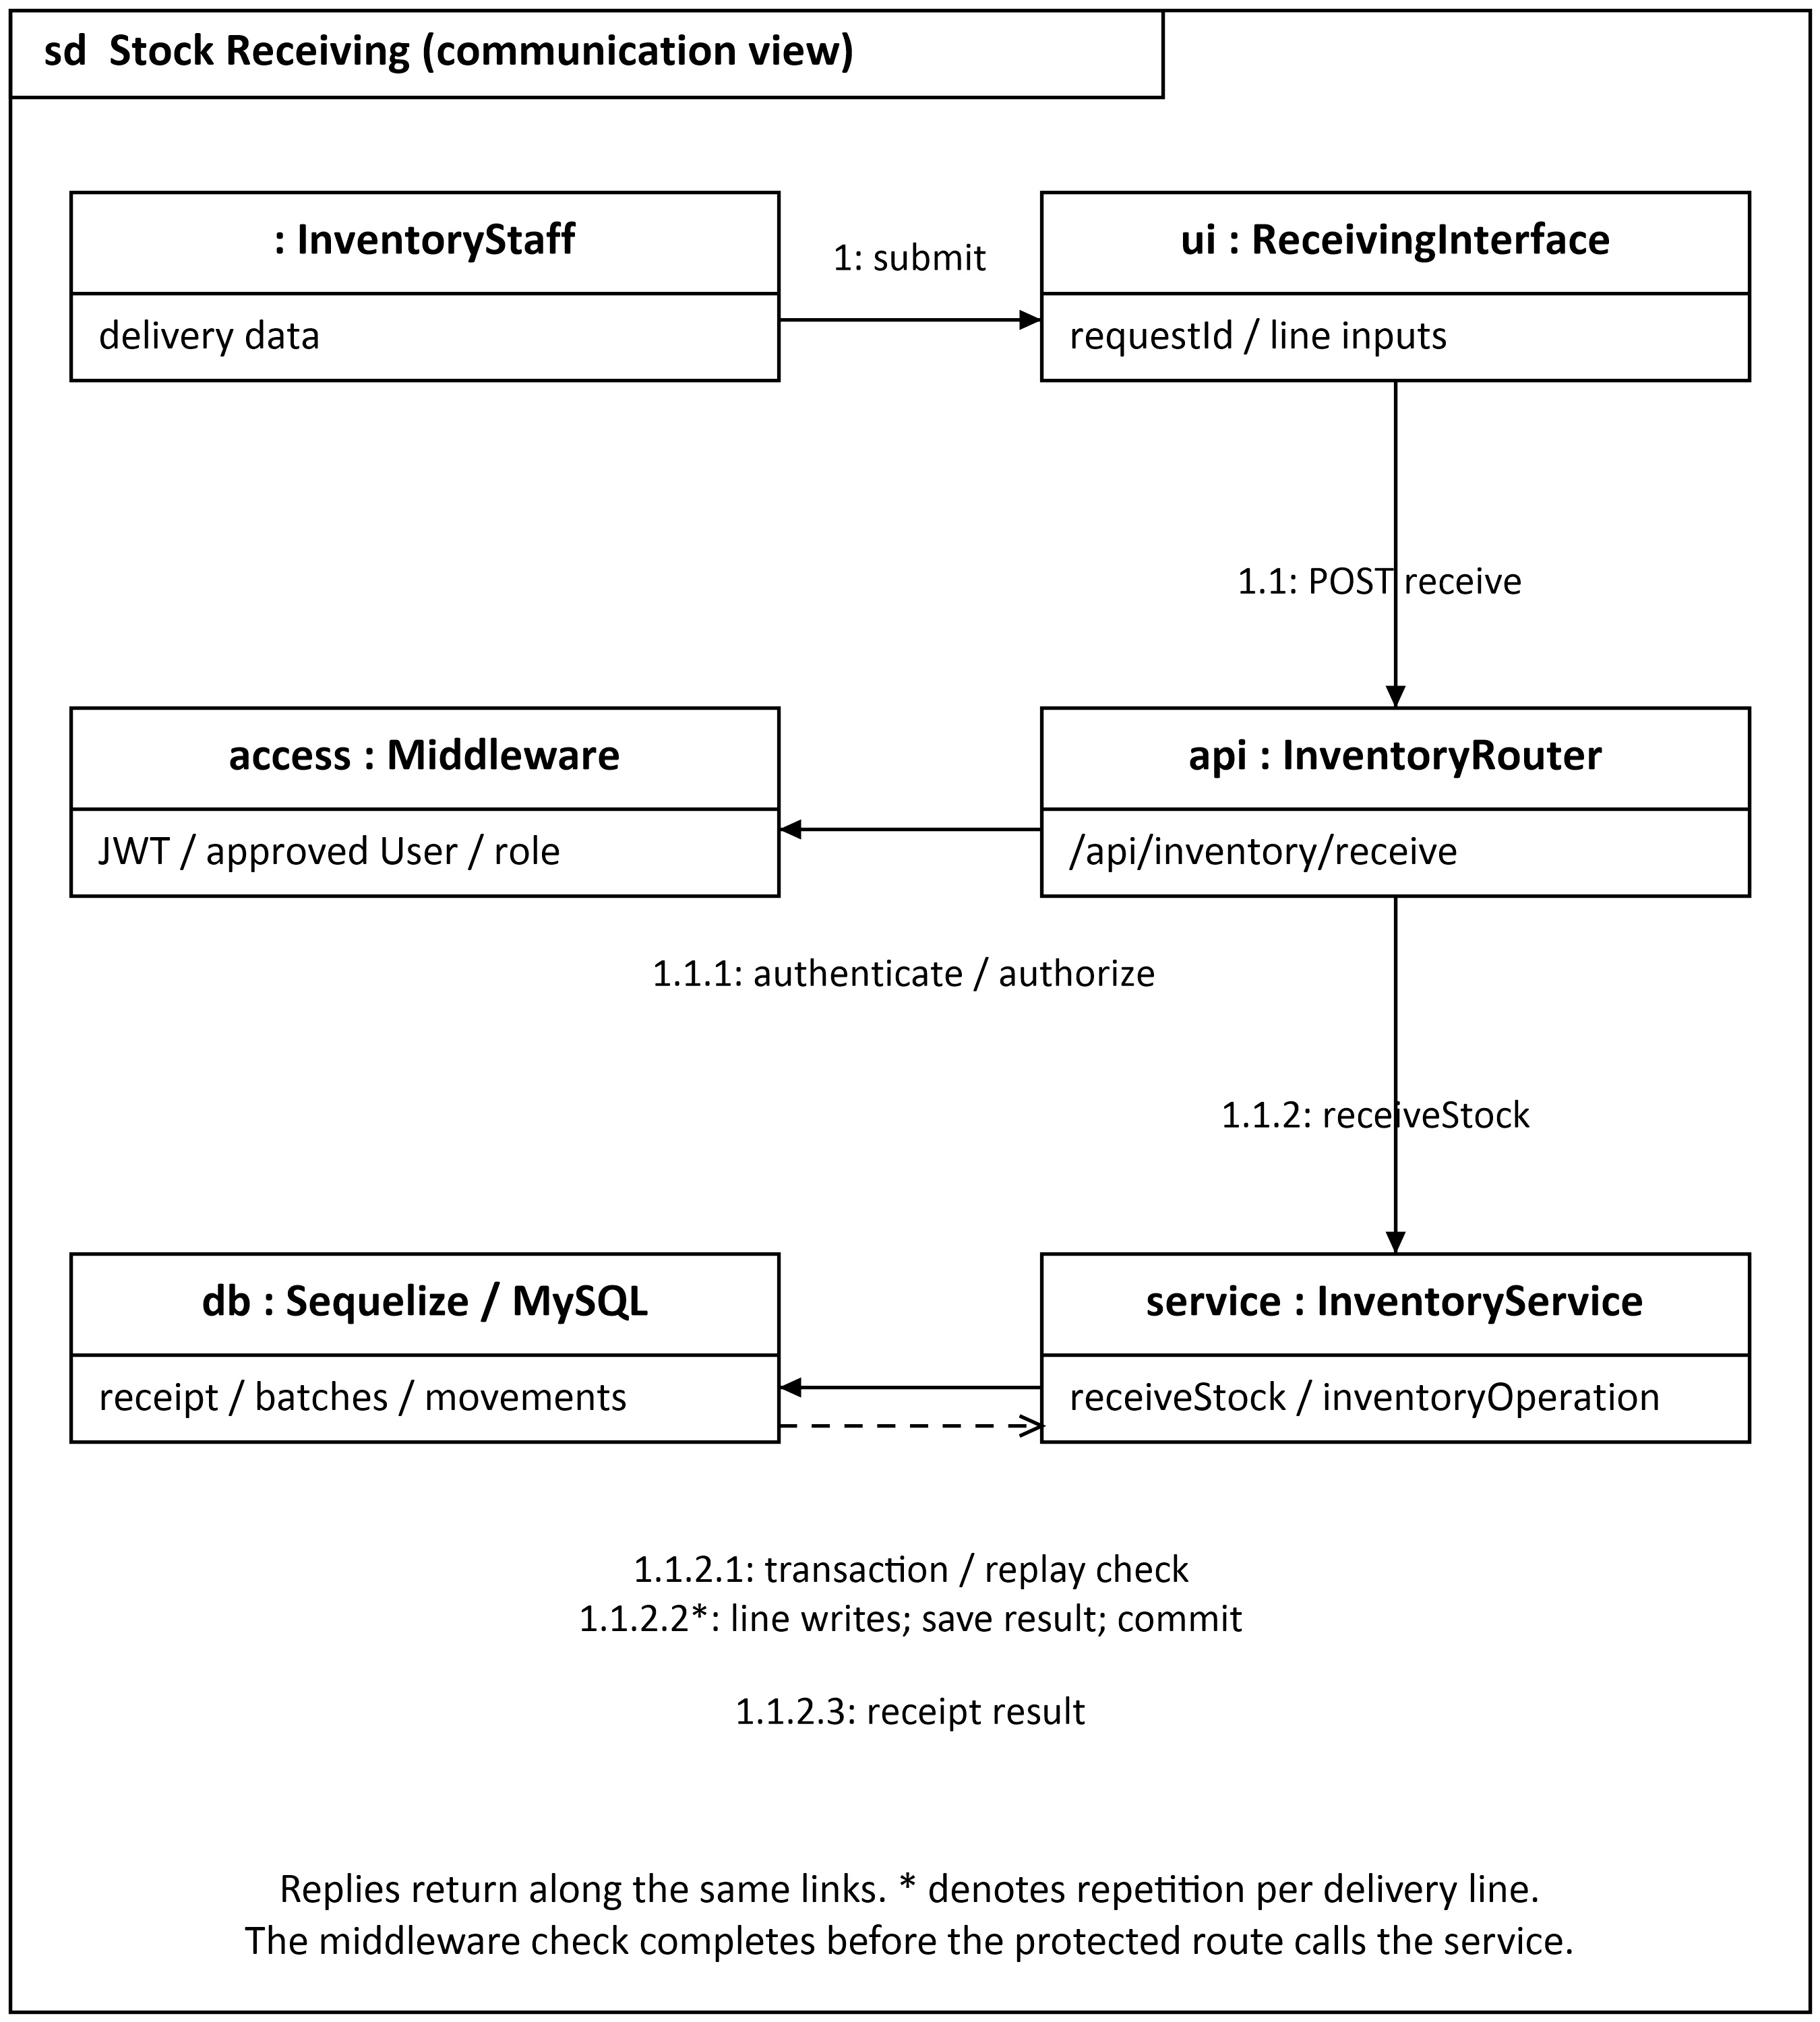 sd  Stock Receiving (communication view)
: InventoryStaff
delivery data
1: submit
ui : ReceivingInterface
requestId / line inputs
1.1: POST receive
access : Middleware
JWT / approved User / role
api : InventoryRouter
/api/inventory/receive
1.1.1: authenticate / authorize
1.1.2: receiveStock
db : Sequelize / MySQL
receipt / batches / movements
service : InventoryService
receiveStock / inventoryOperation
1.1.2.1: transaction / replay check
1.1.2.2*: line writes; save result; commit
1.1.2.3: receipt result
Replies return along the same links. * denotes repetition per delivery line.
The middleware check completes before the protected route calls the service.